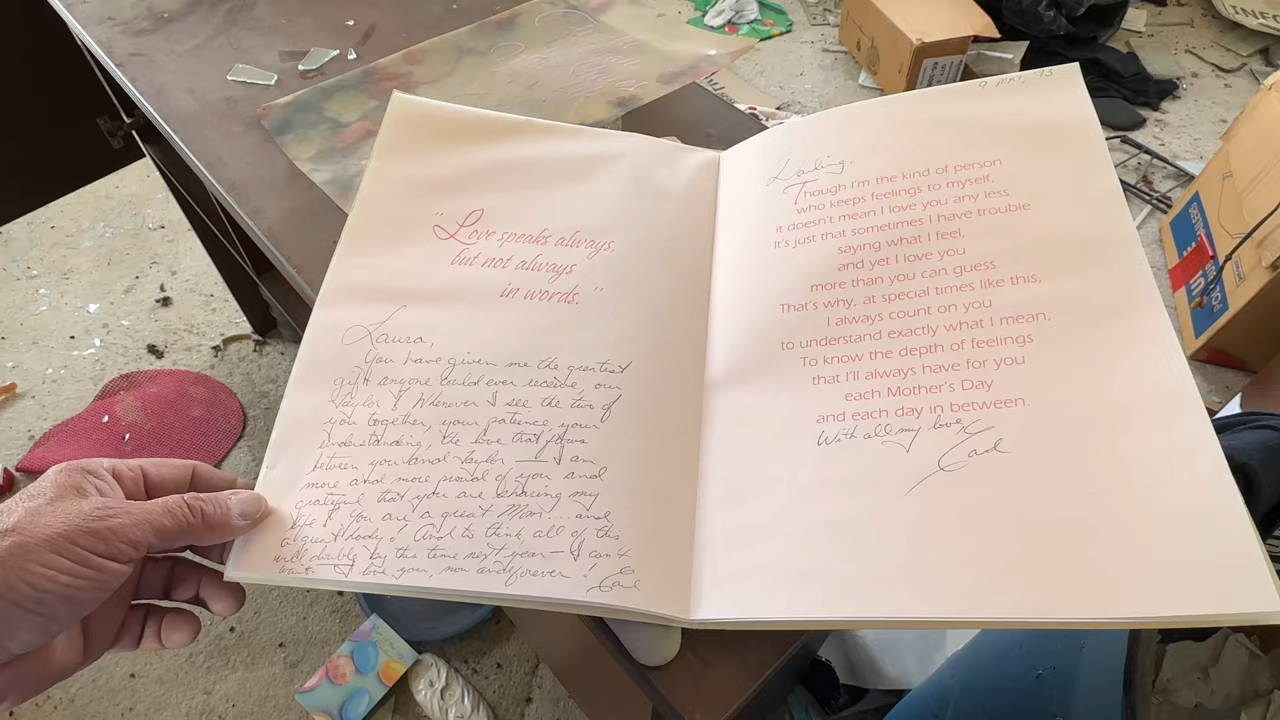 "Love speaks always,
but not always
in words."
Laura,
You have given me the greatest
gift anyone could ever receive, our
Taylor! Whenever I see the two of
you together, your patience, your
understanding, the love that flows
between you and Taylor — I am
more and more proud of you and
grateful that you are sharing my
life! You are a great Mom... and
a great lady! And to think, all of this
will double by this time next year — I can't
wait. I love you, now and forever! Earl
9 MAY, 93
Darling,
Though I'm the kind of person
who keeps feelings to myself,
it doesn't mean I love you any less
It's just that sometimes I have trouble
saying what I feel,
and yet I love you
more than you can guess.
That's why, at special times like this,
I always count on you
to understand exactly what I mean,
To know the depth of feelings
that I'll always have for you
each Mother's Day
and each day in between.
With all my love,
Earl